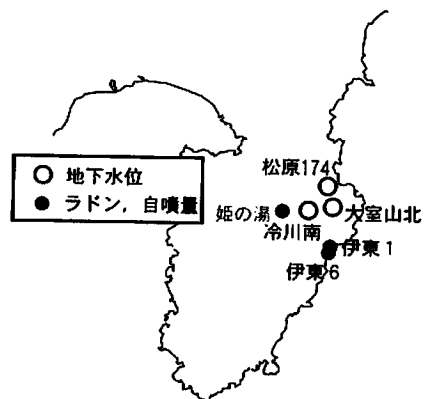 松原174
○ 地下水位
● ラドン, 自噴量
姫の湯
大室山北
冷川南
伊東1
伊東6